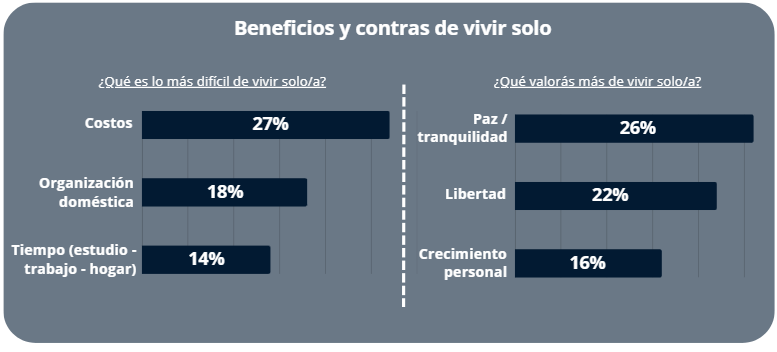 Beneficios y contras de vivir solo
¿Qué es lo más difícil de vivir solo/a?
Costos
27%
Organización
doméstica
18%
Tiempo (estudio -
trabajo - hogar)
14%
¿Qué valorás más de vivir solo/a?
Paz /
tranquilidad
26%
Libertad
22%
Crecimiento
personal
16%